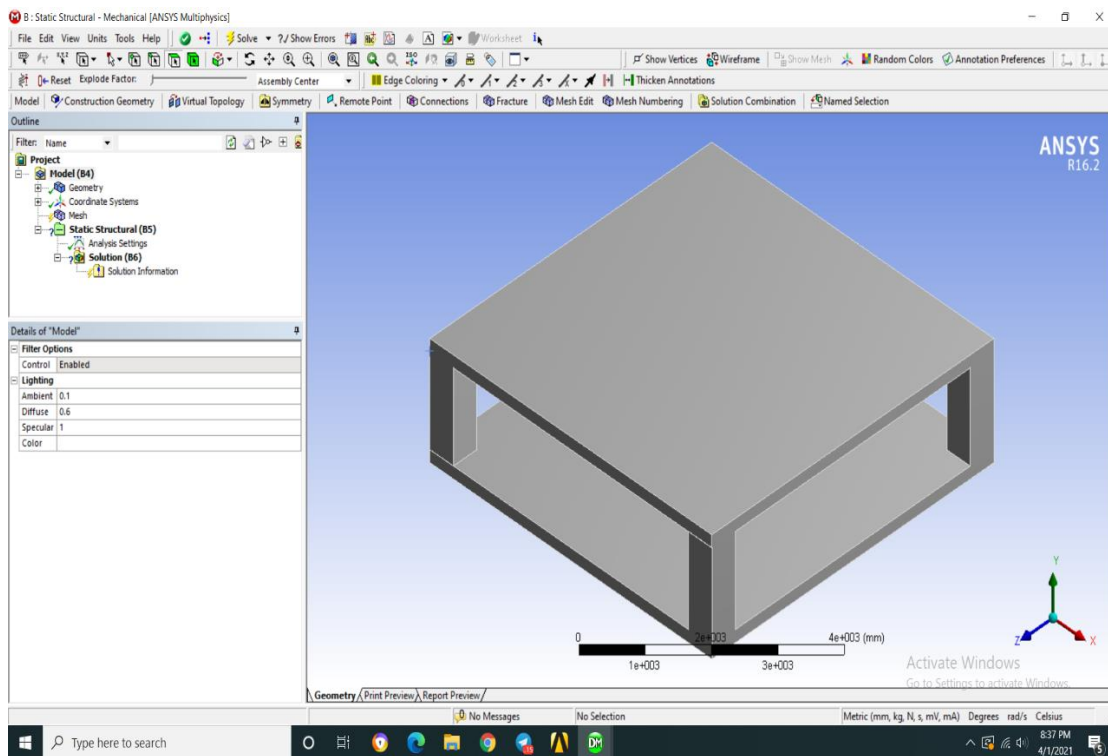 B : Static Structural - Mechanical [ANSYS Multiphysics]
File Edit View Units Tools Help Solve ?/ Show Errors Worksheet
Show Vertices Wireframe Show Mesh Random Colors Annotation Preferences
Reset Explode Factor: Assembly Center Edge Coloring Thicken Annotations
Model Construction Geometry Virtual Topology Symmetry Remote Point Connections Fracture Mesh Edit Mesh Numbering Solution Combination Named Selection
Outline
Filter: Name
Project
Model (B4)
Geometry
Coordinate Systems
Mesh
Static Structural (B5)
Analysis Settings
Solution (B6)
Solution Information
Details of "Model"
Filter Options
Control Enabled
Lighting
Ambient 0.1
Diffuse 0.6
Specular 1
Color
ANSYS
R16.2
Y
Z
X
0 2e+003 4e+003 (mm)
1e+003 3e+003
Activate Windows
Go to Settings to activate Windows.
Geometry Print Preview Report Preview
No Messages No Selection Metric (mm, kg, N, s, mV, mA) Degrees rad/s Celsius
Type here to search
DM
8:37 PM
4/1/2021